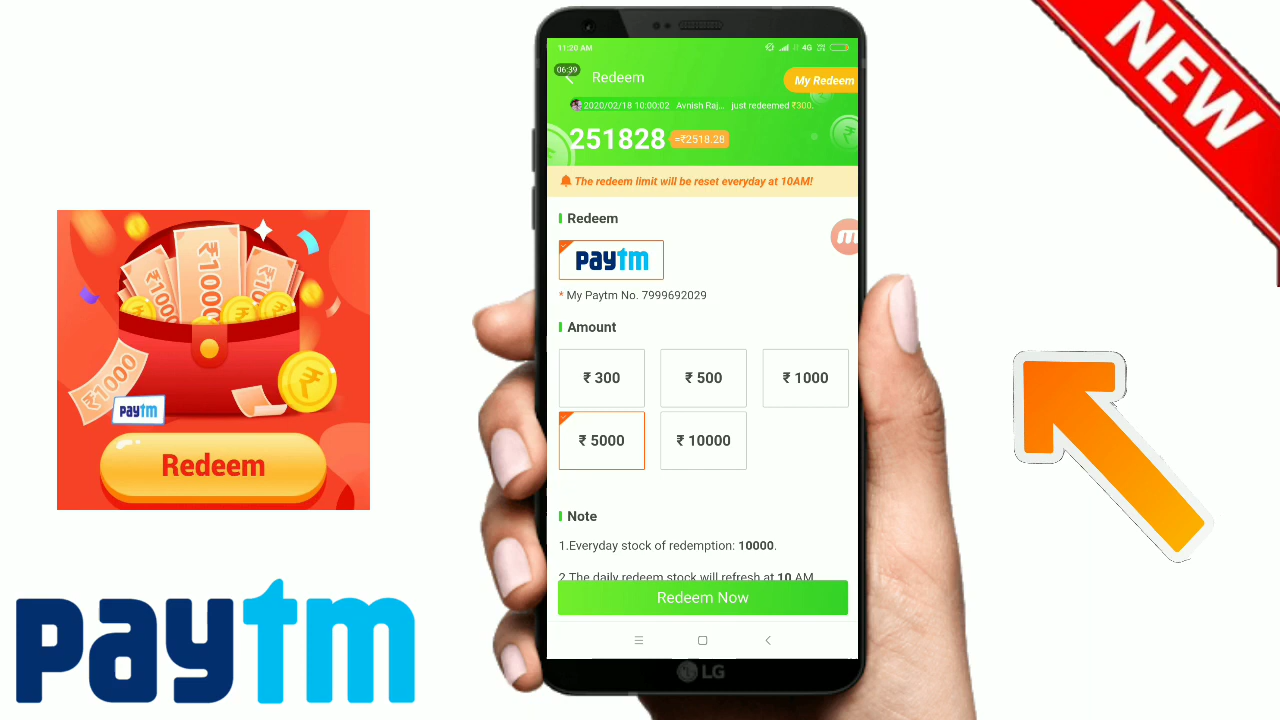 NEW
11:20 AM
4G
06:39
Redeem
My Redeem
2020/02/18 10:00:02 Avnish Raj... just redeemed ₹300.
251828 =₹2518.28
The redeem limit will be reset everyday at 10AM!
Redeem
paytm
* My Paytm No. 7999692029
Amount
₹ 300 ₹ 500 ₹ 1000
₹ 5000 ₹ 10000
Note
1.Everyday stock of redemption: 10000.
2.The daily redeem stock will refresh at 10 AM
Redeem Now
LG
₹1000
₹1000
₹10
₹1000
paytm
Redeem
paytm